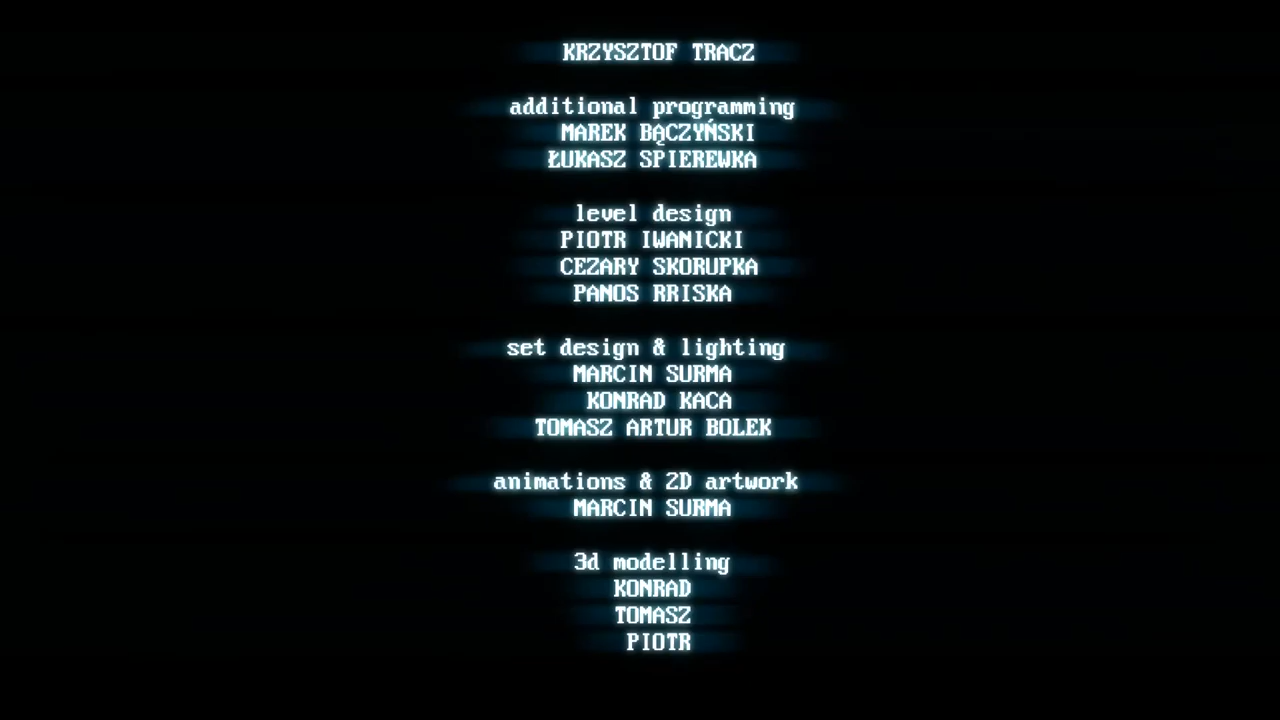 KRZYSZTOF TRACZ
additional programming
MAREK BĄCZYŃSKI
ŁUKASZ SPIEREWKA
level design
PIOTR IWANICKI
CEZARY SKORUPKA
PANOS RRISKA
set design & lighting
MARCIN SURMA
KONRAD KACA
TOMASZ ARTUR BOLEK
animations & 2D artwork
MARCIN SURMA
3d modelling
KONRAD
TOMASZ
PIOTR